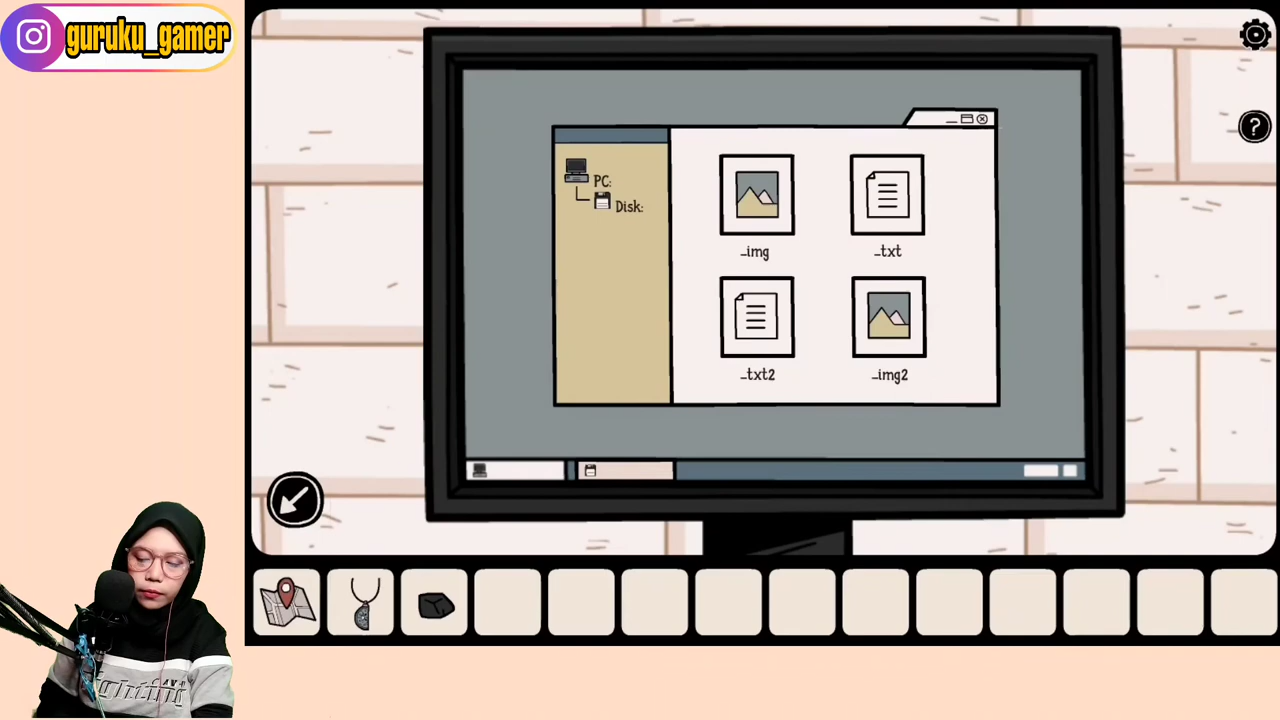 guruku_gamer
?
PC:
Disk:
_img
_txt
_txt2
_img2